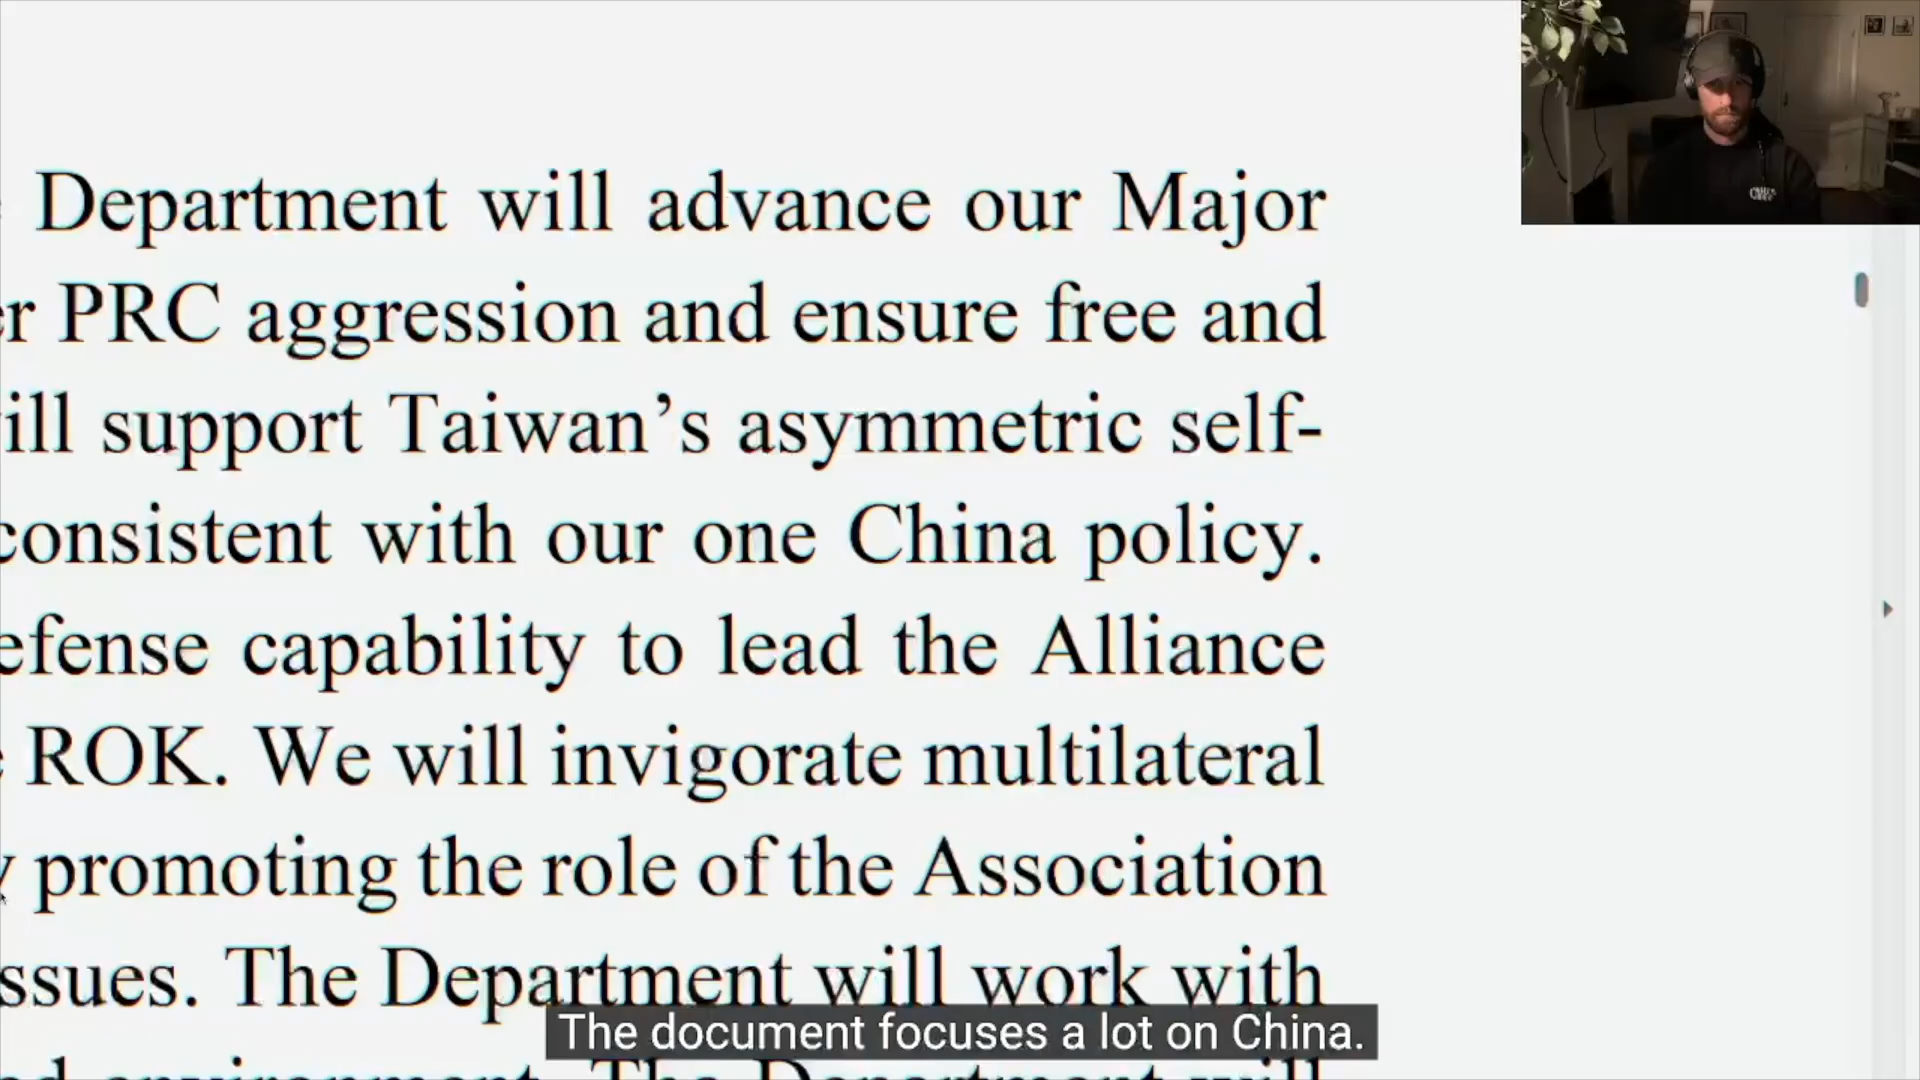 Department will advance our Major
er PRC aggression and ensure free and
ill support Taiwan’s asymmetric self-
consistent with our one China policy.
efense capability to lead the Alliance
ROK. We will invigorate multilateral
y promoting the role of the Association
ssues. The Department will work with
The document focuses a lot on China.